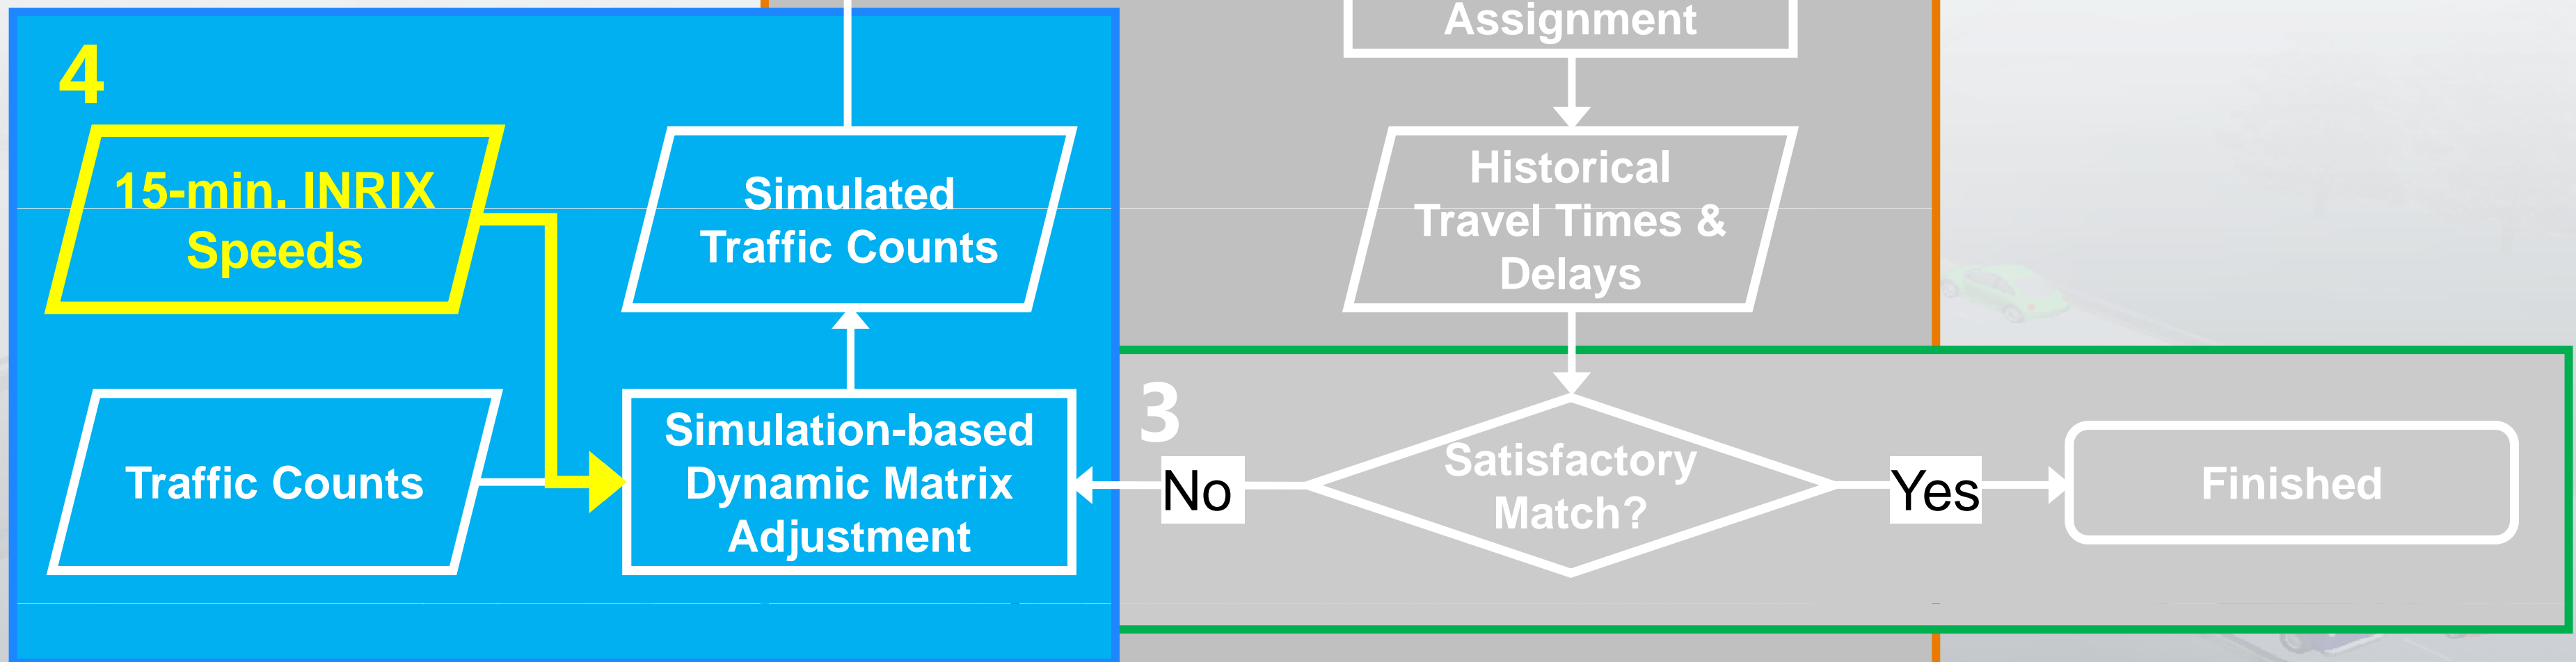 Assignment
4
15-min. INRIX
Speeds
Simulated
Traffic Counts
Historical
Travel Times &
Delays
Traffic Counts
Simulation-based
Dynamic Matrix
Adjustment
3
No
Satisfactory
Match?
Yes
Finished